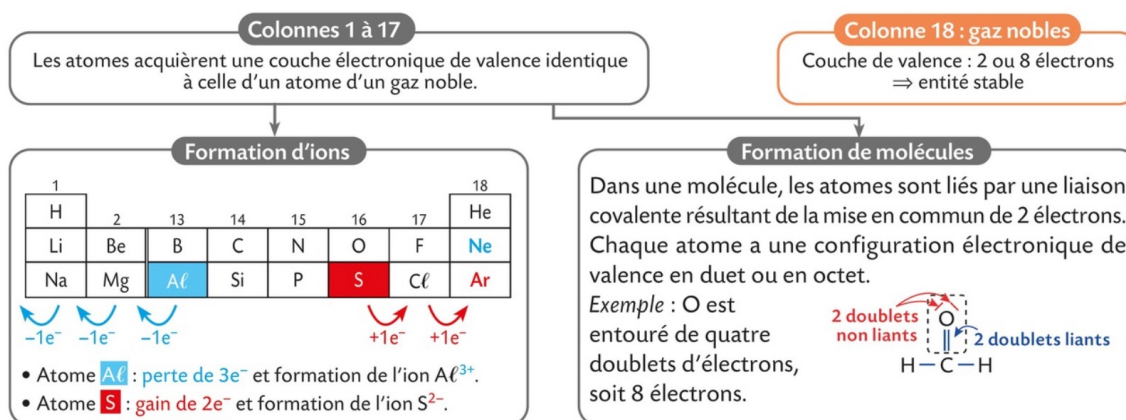 Colonnes 1 à 17
Les atomes acquièrent une couche électronique de valence identique
à celle d'un atome d'un gaz noble.
Colonne 18 : gaz nobles
Couche de valence : 2 ou 8 électrons
⇒ entité stable
Formation d'ions
1 18
H He
2 13 14 15 16 17
Li Be B C N O F Ne
Na Mg Aℓ Si P S Cℓ Ar
–1e⁻ –1e⁻ –1e⁻ +1e⁻ +1e⁻
• Atome Aℓ : perte de 3e⁻ et formation de l'ion Aℓ³⁺.
• Atome S : gain de 2e⁻ et formation de l'ion S²⁻.
Formation de molécules
Dans une molécule, les atomes sont liés par une liaison
covalente résultant de la mise en commun de 2 électrons.
Chaque atome a une configuration électronique de
valence en duet ou en octet.
Exemple : O est
entouré de quatre
doublets d'électrons,
soit 8 électrons.
2 doublets
non liants
O
2 doublets liants
H – C – H